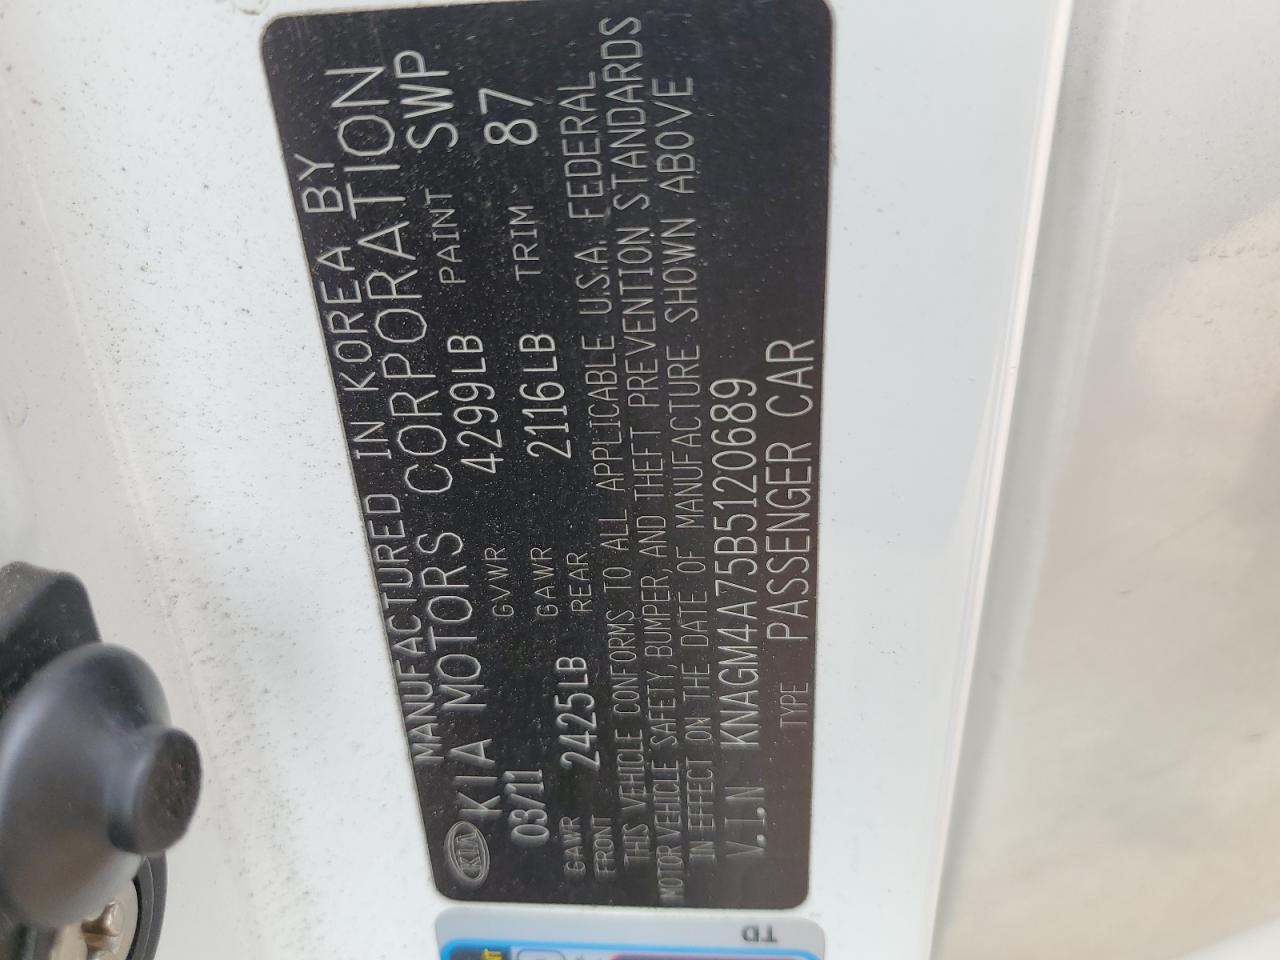 MANUFACTURED IN KOREA BY
KIA KIA MOTORS CORPORATION
03/11 GVWR 4299LB PAINT SWP
GAWR FRONT 2425LB GAWR REAR 2116LB TRIM 87
THIS VEHICLE CONFORMS TO ALL APPLICABLE U.S.A. FEDERAL
MOTOR VEHICLE SAFETY, BUMPER, AND THEFT PREVENTION STANDARDS
IN EFFECT ON THE DATE OF MANUFACTURE SHOWN ABOVE
V.I.N KNAGM4A75B5120689
TYPE PASSENGER CAR
TD